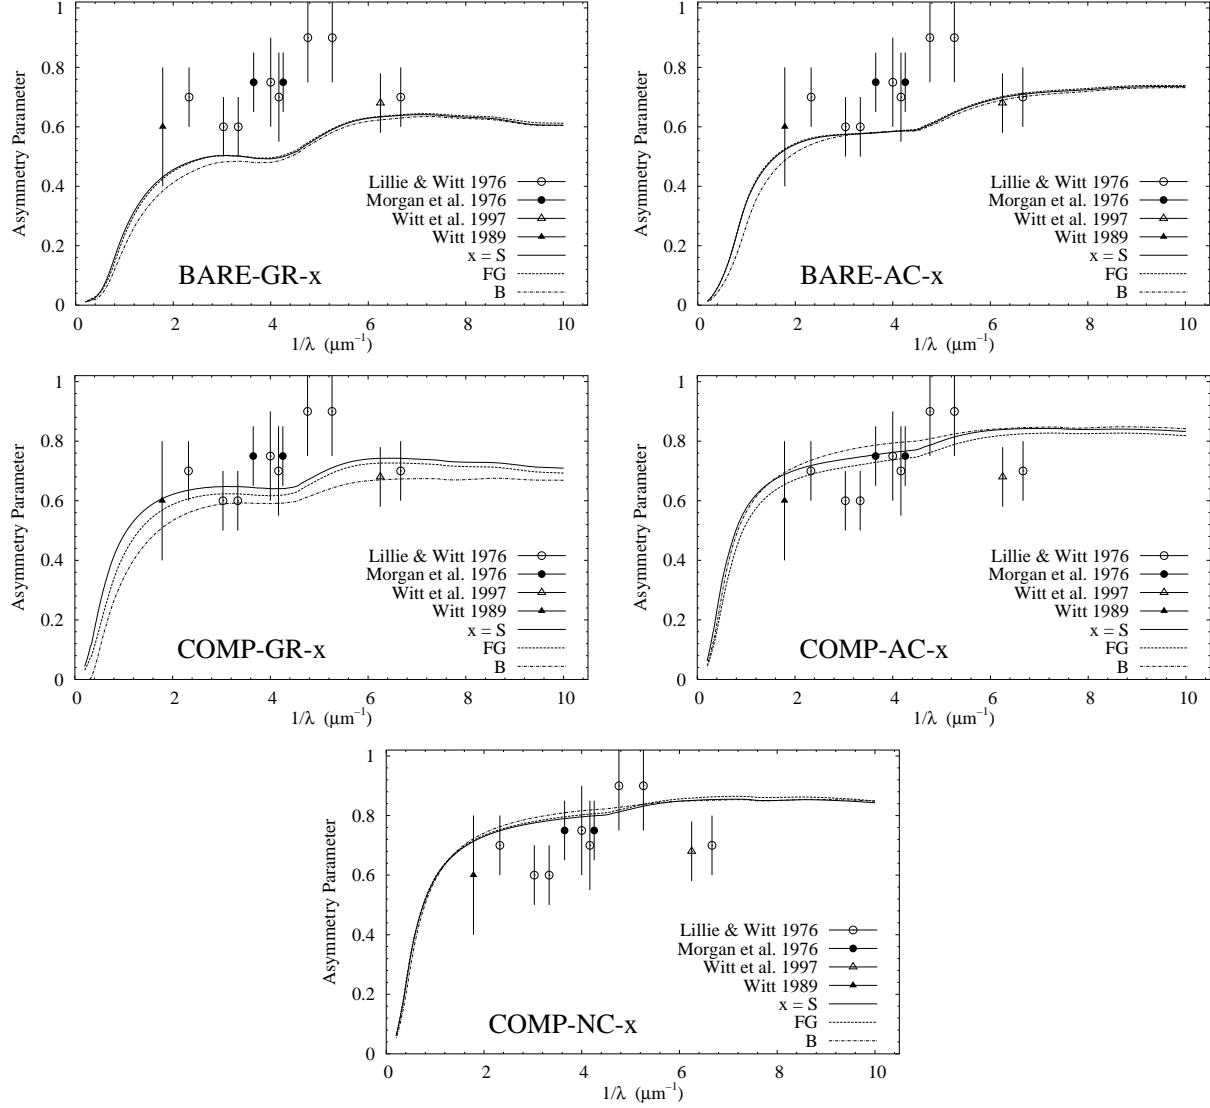 1
0.8
0.6
0.4
0.2
0
Asymmetry Parameter
Lillie & Witt 1976
Morgan et al. 1976
Witt et al. 1997
Witt 1989
x = S
FG
B
BARE-GR-x
0 2 4 6 8 10
1/λ (μm⁻¹)
1
0.8
0.6
0.4
0.2
0
Asymmetry Parameter
Lillie & Witt 1976
Morgan et al. 1976
Witt et al. 1997
Witt 1989
x = S
FG
B
BARE-AC-x
0 2 4 6 8 10
1/λ (μm⁻¹)
1
0.8
0.6
0.4
0.2
0
Asymmetry Parameter
Lillie & Witt 1976
Morgan et al. 1976
Witt et al. 1997
Witt 1989
x = S
FG
B
COMP-GR-x
0 2 4 6 8 10
1/λ (μm⁻¹)
1
0.8
0.6
0.4
0.2
0
Asymmetry Parameter
Lillie & Witt 1976
Morgan et al. 1976
Witt et al. 1997
Witt 1989
x = S
FG
B
COMP-AC-x
0 2 4 6 8 10
1/λ (μm⁻¹)
1
0.8
0.6
0.4
0.2
0
Asymmetry Parameter
Lillie & Witt 1976
Morgan et al. 1976
Witt et al. 1997
Witt 1989
x = S
FG
B
COMP-NC-x
0 2 4 6 8 10
1/λ (μm⁻¹)